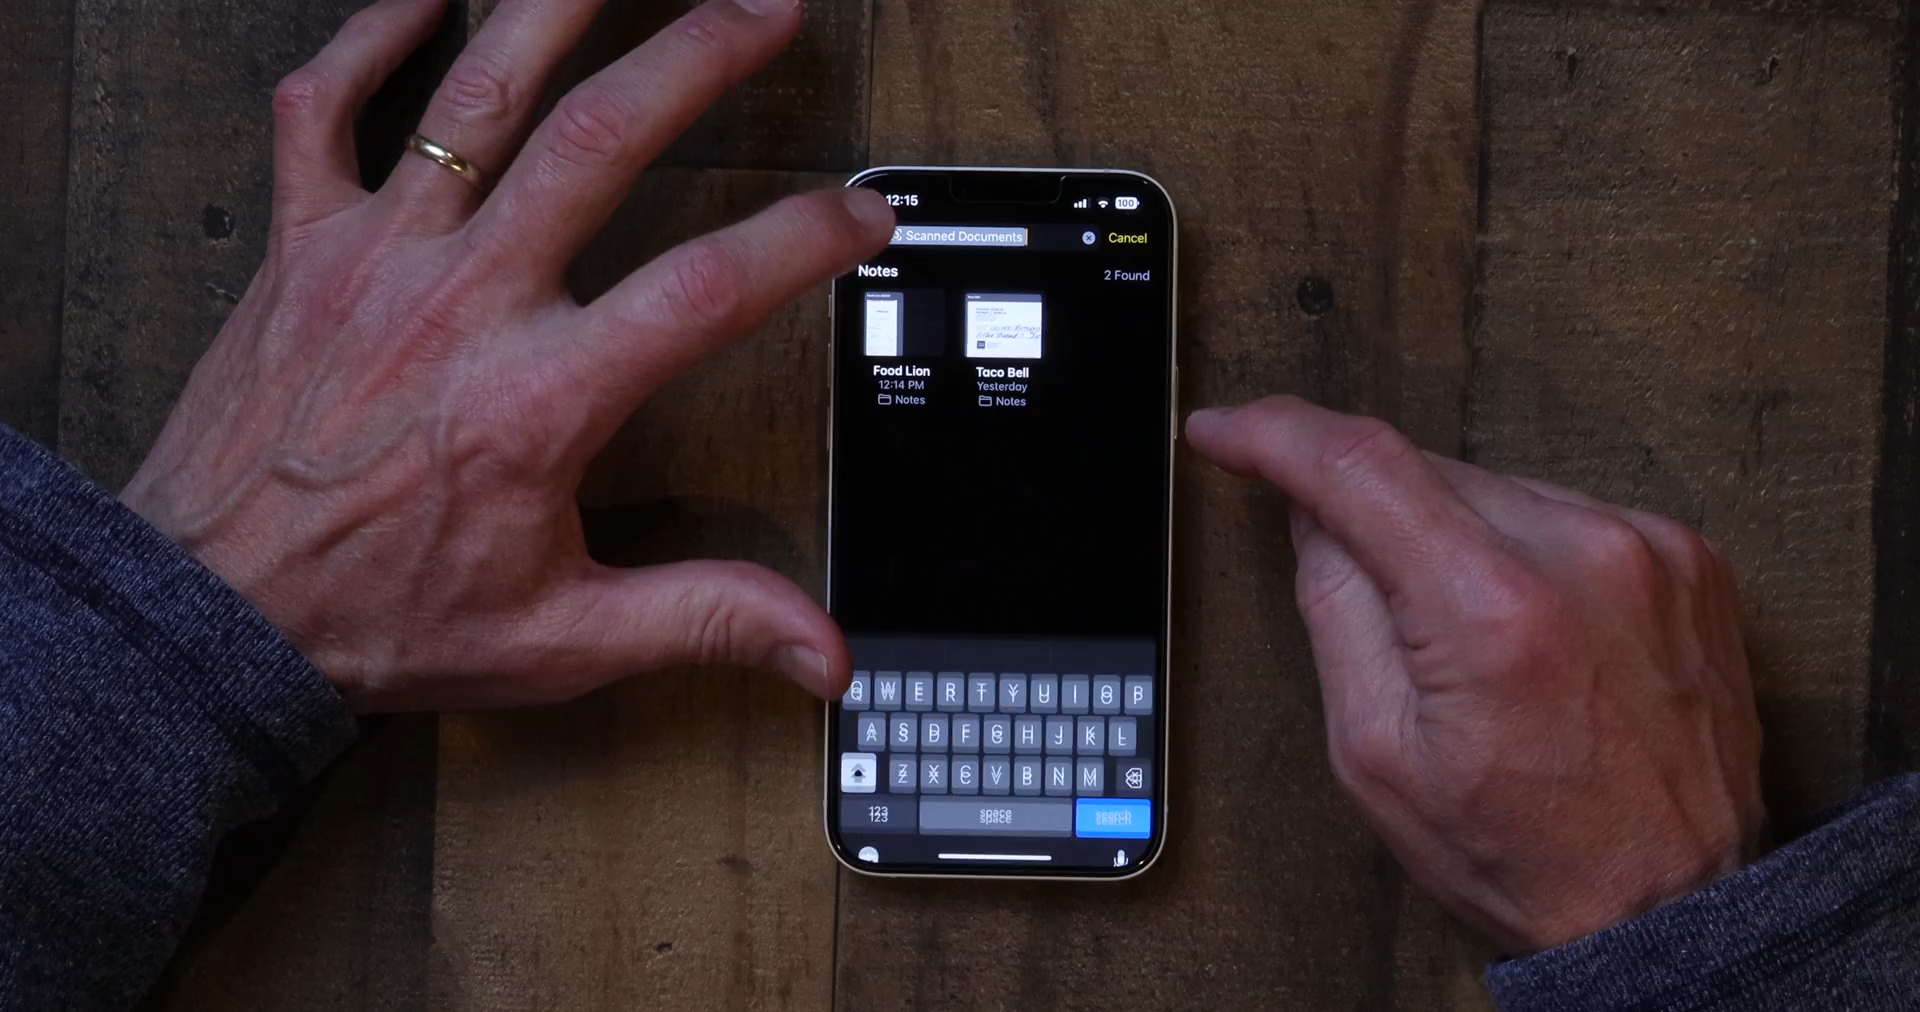 12:15
100
Scanned Documents
Cancel
Notes
2 Found
Food Lion
Taco Bell
12:14 PM
Yesterday
Notes
Notes
Q W E R T Y U I O P
A S D F G H J K L
Z X C V B N M
123
space
search